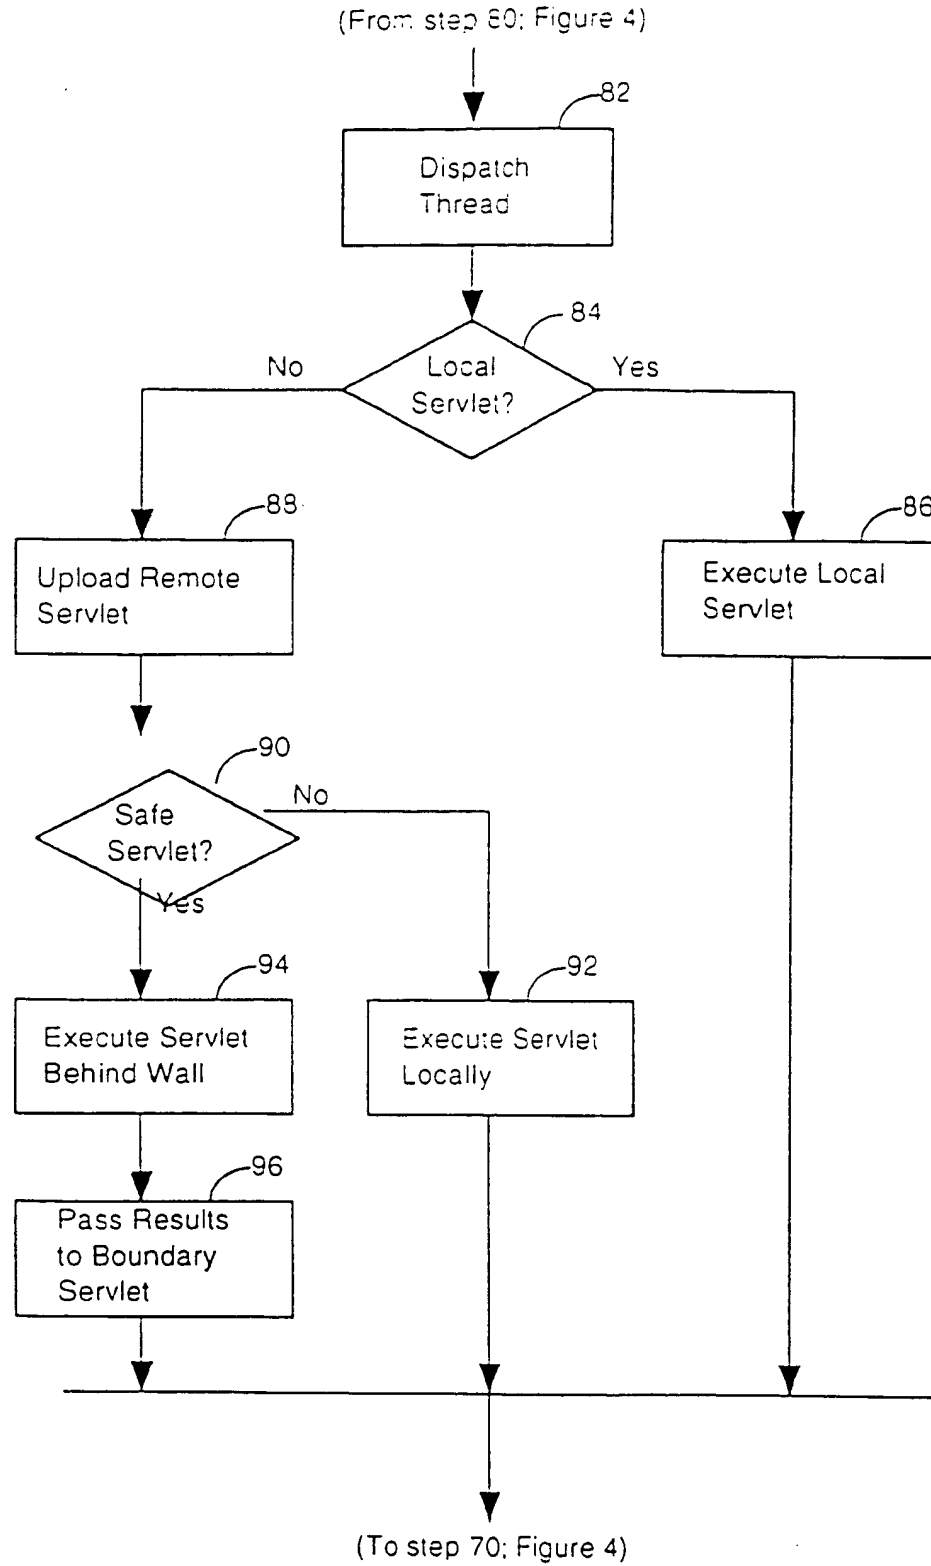 (From step 80; Figure 4)
82
Dispatch
Thread
84
No
Local
Servlet?
Yes
88
86
Upload Remote
Servlet
Execute Local
Servlet
90
No
Safe
Servlet?
Yes
94
92
Execute Servlet
Behind Wall
Execute Servlet
Locally
96
Pass Results
to Boundary
Servlet
(To step 70; Figure 4)